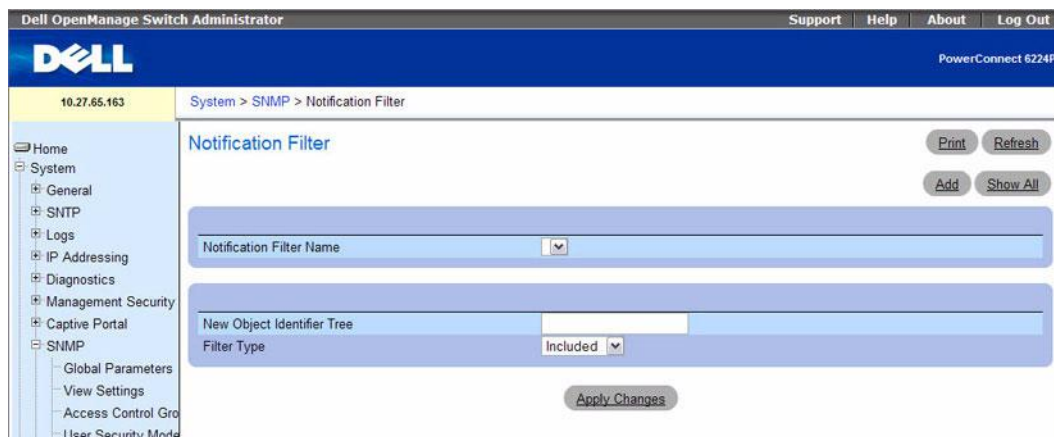 Dell OpenManage Switch Administrator
Support Help About Log Out
DELL
PowerConnect 6224P
10.27.65.163
System > SNMP > Notification Filter
Home
System
General
SNTP
Logs
IP Addressing
Diagnostics
Management Security
Captive Portal
SNMP
Global Parameters
View Settings
Access Control Gro
User Security Mode
Notification Filter
Print Refresh
Add Show All
Notification Filter Name
New Object Identifier Tree
Filter Type Included
Apply Changes